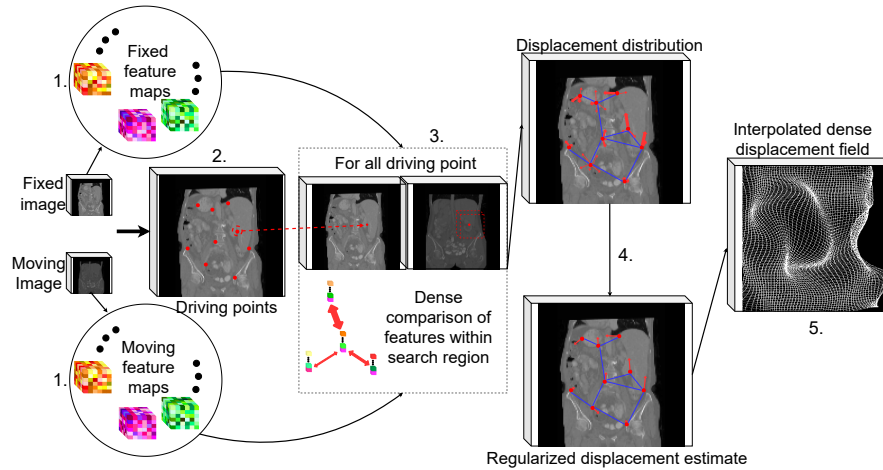 1.
Fixed
feature
maps
Fixed
image
Moving
Image
1.
Moving
feature
maps
2.
Driving points
3.
For all driving point
Dense
comparison of
features within
search region
Displacement distribution
4.
Regularized displacement estimate
Interpolated dense
displacement field
5.